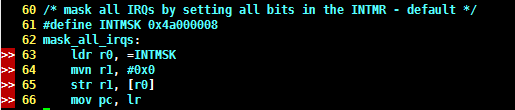 60 /* mask all IRQs by setting all bits in the INTMR - default */
61 #define INTMSK 0x4a000008
62 mask_all_irqs:
>> 63     ldr r0, =INTMSK
>> 64     mvn r1, #0x0
>> 65     str r1, [r0]
>> 66     mov pc, lr